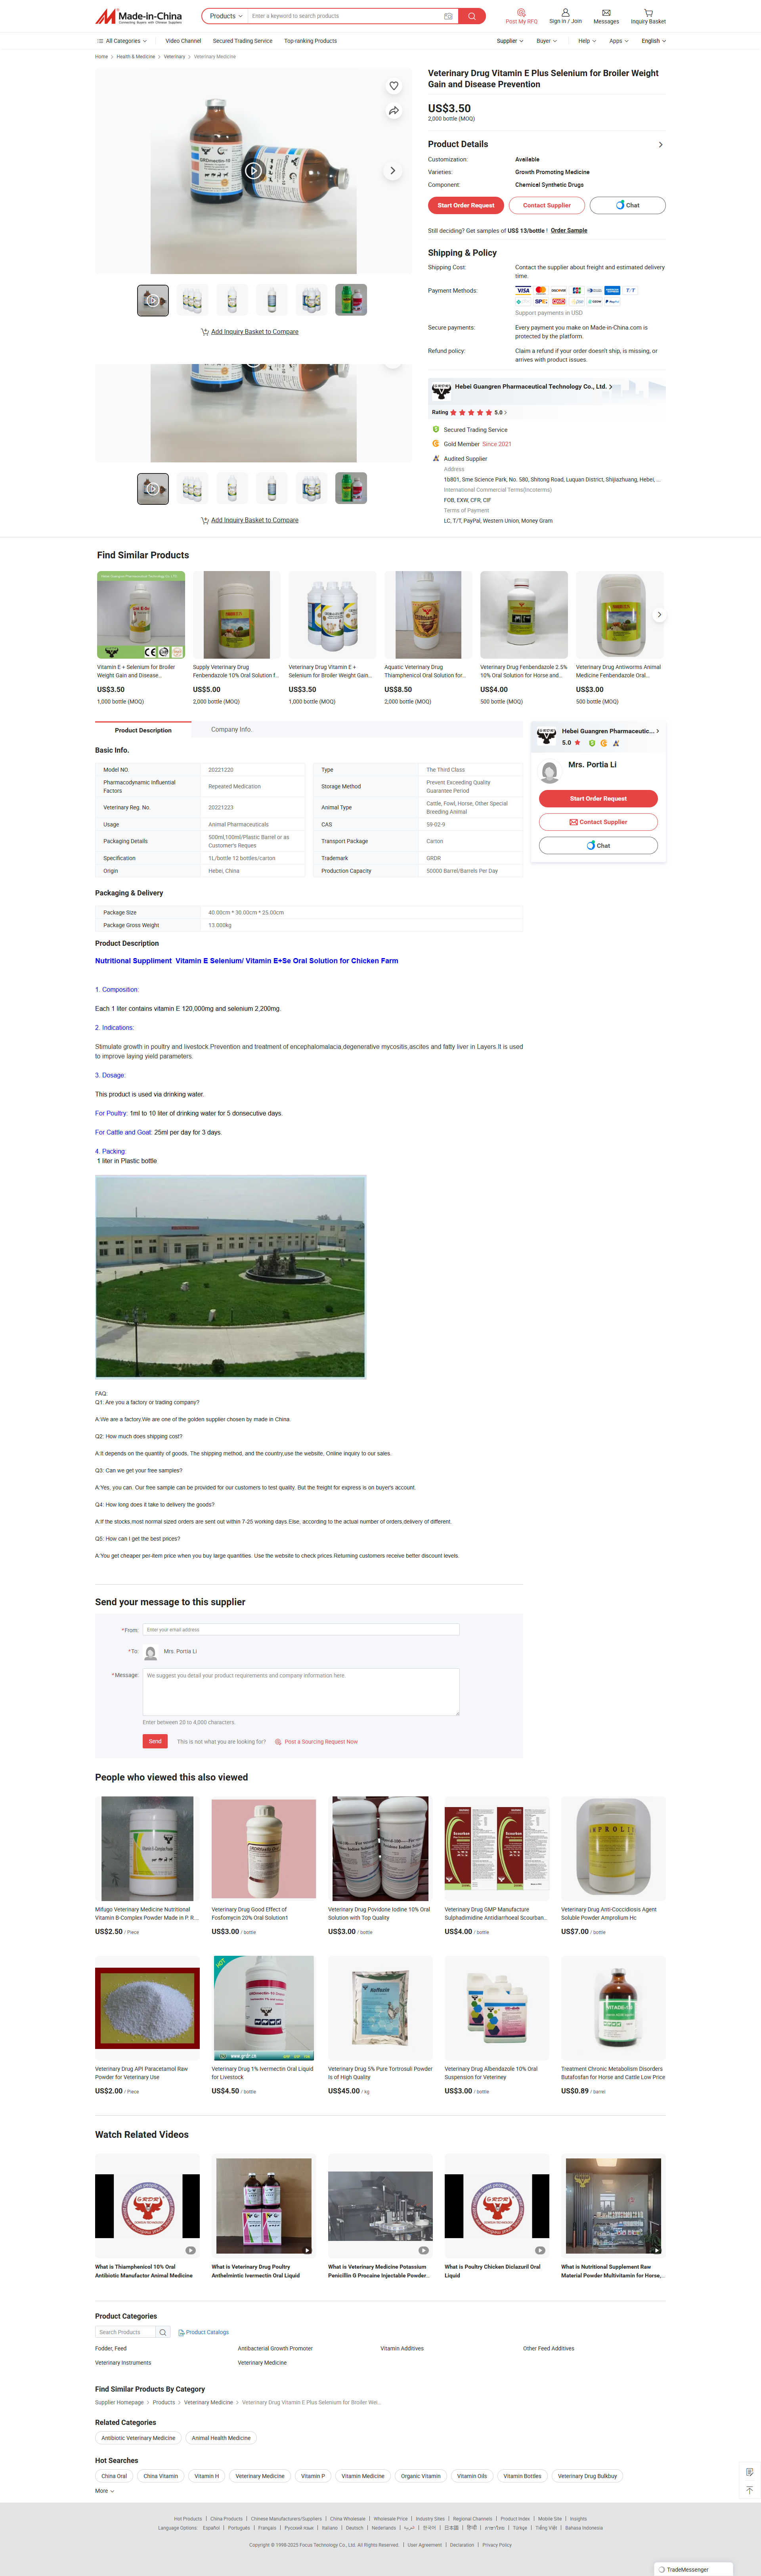 Made-in-China
Connecting Buyers with Chinese Suppliers
Products
Enter a keyword to search products
Post My RFQ
Sign in / Join
Messages
Inquiry Basket
All Categories
Video Channel
Secured Trading Service
Top-ranking Products
Supplier
Buyer
Help
Apps
English
Home > Health & Medicine > Veterinary > Veterinary Medicine
Veterinary Drug Vitamin E Plus Selenium for Broiler Weight
Gain and Disease Prevention
US$3.50
2,000 bottle (MOQ)
Product Details
Customization: Available
Varieties: Growth Promoting Medicine
Component: Chemical Synthetic Drugs
Start Order Request
Contact Supplier
Chat
Still deciding? Get samples of US$ 13/bottle ! Order Sample
Shipping & Policy
Shipping Cost: Contact the supplier about freight and estimated delivery
time.
Payment Methods:
Support payments in USD
Secure payments: Every payment you make on Made-in-China.com is
protected by the platform.
Refund policy: Claim a refund if your order doesn't ship, is missing, or
arrives with product issues.
Add Inquiry Basket to Compare
Hebei Guangren Pharmaceutical Technology Co., Ltd.
Rating 5.0
Secured Trading Service
Gold Member Since 2021
Audited Supplier
Address
1b801, Sme Science Park, No. 580, Shitong Road, Luquan District, Shijiazhuang, Hebei, ...
International Commercial Terms(Incoterms)
FOB, EXW, CFR, CIF
Terms of Payment
LC, T/T, PayPal, Western Union, Money Gram
Add Inquiry Basket to Compare
Find Similar Products
Vitamin E + Selenium for Broiler
Weight Gain and Disease...
US$3.50
1,000 bottle (MOQ)
Supply Veterinary Drug
Fenbendazole 10% Oral Solution f...
US$5.00
2,000 bottle (MOQ)
Veterinary Drug Vitamin E +
Selenium for Broiler Weight Gain...
US$3.50
1,000 bottle (MOQ)
Aquatic Veterinary Drug
Thiamphenicol Oral Solution for...
US$8.50
2,000 bottle (MOQ)
Veterinary Drug Fenbendazole 2.5%
10% Oral Solution for Horse and...
US$4.00
500 bottle (MOQ)
Veterinary Drug Antiworms Animal
Medicine Fenbendazole Oral...
US$3.00
500 bottle (MOQ)
Product Description
Company Info.
Hebei Guangren Pharmaceutic...
5.0
Mrs. Portia Li
Start Order Request
Contact Supplier
Chat
Basic Info.
Model NO. 20221220
Type The Third Class
Pharmacodynamic Influential
Factors
Repeated Medication
Storage Method
Prevent Exceeding Quality
Guarantee Period
Veterinary Reg. No. 20221223
Animal Type
Cattle, Fowl, Horse, Other Special
Breeding Animal
Usage Animal Pharmaceuticals
CAS 59-02-9
Packaging Details
500ml,100ml/Plastic Barrel or as
Customer's Reques
Transport Package Carton
Specification 1L/bottle 12 botltes/carton
Trademark GRDR
Origin Hebei, China
Production Capacity 50000 Barrel/Barrels Per Day
Packaging & Delivery
Package Size 40.00cm * 30.00cm * 25.00cm
Package Gross Weight 13.000kg
Product Description
Nutritional Suppliment Vitamin E Selenium/ Vitamin E+Se Oral Solution for Chicken Farm
1. Composition:
Each 1 liter contains vitamin E 120,000mg and selenium 2,200mg.
2. Indications:
Stimulate growth in poultry and livestock.Prevention and treatment of encephalomalacia,degenerative mycositis,ascites and fatty liver in Layers.It is used
to improve laying yield parameters.
3. Dosage:
This product is used via drinking water.
For Poultry: 1ml to 10 liter of drinking water for 5 donsecutive days.
For Cattle and Goat: 25ml per day for 3 days.
4. Packing:
1 liter in Plastic bottle
FAQ:
Q1: Are you a factory or trading company?
A:We are a factory.We are one of the golden supplier chosen by made in China.
Q2: How much does shipping cost?
A:It depends on the quantity of goods, The shipping method, and the country,use the website, Online inquiry to our sales.
Q3: Can we get your free samples?
A:Yes, you can. Our free sample can be provided for our customers to test quality. But the freight for express is on buyer's account.
Q4: How long does it take to delivery the goods?
A:If the stocks,most normal sized orders are sent out within 7-25 working days.Else, according to the actual number of orders,delivery of different.
Q5: How can I get the best prices?
A:You get cheaper per-item price when you buy large quantities. Use the website to check prices.Returning customers receive better discount levels.
Send your message to this supplier
*From: Enter your email address
*To: Mrs. Portia Li
*Message: We suggest you detail your product requirements and company information here.
Enter between 20 to 4,000 characters.
Send
This is not what you are looking for?
Post a Sourcing Request Now
People who viewed this also viewed
Mifugo Veterinary Medicine Nutritional
Vitamin B-Complex Powder Made in P. R....
US$2.50 / Piece
Veterinary Drug Good Effect of
Fosfomycin 20% Oral Solution1
US$3.00 / bottle
Veterinary Drug Povidone Iodine 10% Oral
Solution with Top Quality
US$3.00 / bottle
Veterinary Drug GMP Manufacture
Sulphadimidine Antidiarrhoeal Scourban...
US$4.00 / bottle
Veterinary Drug Anti-Coccidiosis Agent
Soluble Powder Amprolium Hc
US$7.00 / bottle
Veterinary Drug API Paracetamol Raw
Powder for Veterinary Use
US$2.00 / Piece
Veterinary Drug 1% Ivermectin Oral Liquid
for Livestock
US$4.50 / bottle
Veterinary Drug 5% Pure Tortrosuli Powder
Is of High Quality
US$45.00 / kg
Veterinary Drug Albendazole 10% Oral
Suspension for Veteriney
US$3.00 / bottle
Treatment Chronic Metabolism Disorders
Butafosfan for Horse and Cattle Low Price
US$0.89 / barrel
Watch Related Videos
What is Thiamphenicol 10% Oral
Antibiotic Manufactor Animal Medicine
What is Veterinary Drug Poultry
Anthelmintic Ivermectin Oral Liquid
What is Veterinary Medicine Potassium
Penicillin G Procaine Injectable Powder...
What is Poultry Chicken Diclazuril Oral
Liquid
What is Nutritional Supplement Raw
Material Powder Multivitamin for Horse,...
Product Categories
Search Products
Product Catalogs
Fodder, Feed
Antibacterial Growth Promoter
Vitamin Additives
Other Feed Additives
Veterinary Instruments
Veterinary Medicine
Find Similar Products By Category
Supplier Homepage > Products > Veterinary Medicine > Veterinary Drug Vitamin E Plus Selenium for Broiler Wei...
Related Categories
Antibiotic Veterinary Medicine
Animal Health Medicine
Hot Searches
China Oral
China Vitamin
Vitamin H
Veterinary Medicine
Vitamin P
Vitamin Medicine
Organic Vitamin
Vitamin Oils
Vitamin Bottles
Veterinary Drug Bulkbuy
More
Hot Products | China Products | Chinese Manufacturers/Suppliers | China Wholesale | Wholesale Price | Industry Sites | Regional Channels | Product Index | Mobile Site | Insights
Language Options: Español | Português | Français | Русский язык | Italiano | Deutsch | Nederlands | العربية | 한국어 | 日本語 | हिन्दी | ภาษาไทย | Türkçe | Tiếng Việt | Bahasa Indonesia
Copyright © 1998-2025 Focus Technology Co., Ltd. All Rights Reserved. | User Agreement | Declaration | Privacy Policy
TradeMessenger